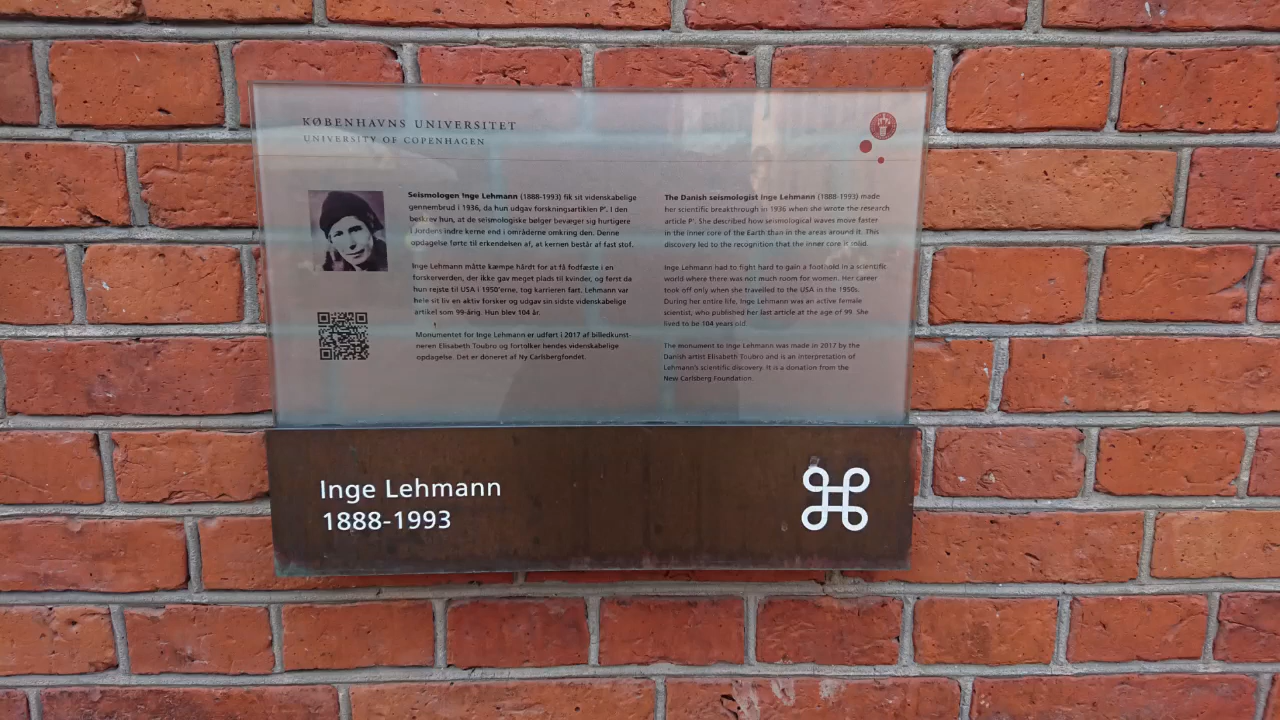 KØBENHAVNS UNIVERSITET
UNIVERSITY OF COPENHAGEN
Seismologen Inge Lehmann (1888-1993) fik sit videnskabelige
gennembrud i 1936, da hun udgav forskningsartiklen P'. I den
beskrev hun, at de seismologiske bølger bevæger sig hurtigere
i Jordens indre kerne end i områderne omkring den. Denne
opdagelse førte til erkendelsen af, at kernen består af fast stof.
Inge Lehmann måtte kæmpe hårdt for at få fodfæste i en
forskerverden, der ikke gav meget plads til kvinder, og først da
hun rejste til USA i 1950'erne, tog karrieren fart. Lehmann var
hele sit liv en aktiv forsker og udgav sin sidste videnskabelige
artikel som 99-årig. Hun blev 104 år.
Monumentet for Inge Lehmann er udført i 2017 af billedkunst-
neren Elisabeth Toubro og fortolker hendes videnskabelige
opdagelse. Det er doneret af Ny Carlsbergfondet.
The Danish seismologist Inge Lehmann (1888-1993) made
her scientific breakthrough in 1936 when she wrote the research
article P'. She described how seismological waves move faster
in the inner core of the Earth than in the areas around it. This
discovery led to the recognition that the inner core is solid.
Inge Lehmann had to fight hard to gain a foothold in a scientific
world where there was not much room for women. Her career
took off only when she travelled to the USA in the 1950s.
During her entire life, Inge Lehmann was an active female
scientist, who published her last article at the age of 99. She
lived to be 104 years old.
The monument to Inge Lehmann was made in 2017 by the
Danish artist Elisabeth Toubro and is an interpretation of
Lehmann's scientific discovery. It is a donation from the
New Carlsberg Foundation.
Inge Lehmann
1888-1993